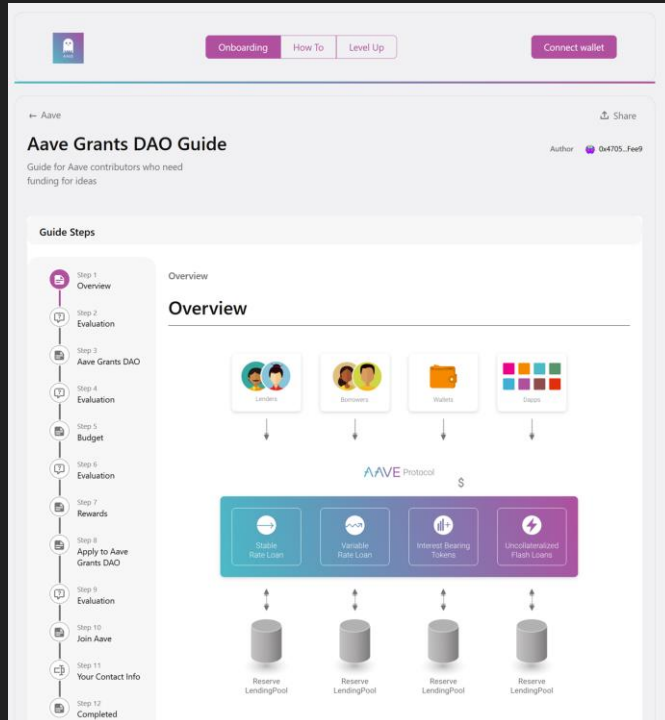 AAVE
Onboarding
How To
Level Up
Connect wallet
← Aave
Share
Aave Grants DAO Guide
Author
0x4705...Fee9
Guide for Aave contributors who need
funding for ideas
Guide Steps
Step 1
Overview
Step 2
Evaluation
Step 3
Aave Grants DAO
Step 4
Evaluation
Step 5
Budget
Step 6
Evaluation
Step 7
Rewards
Step 8
Apply to Aave
Grants DAO
Step 9
Evaluation
Step 10
Join Aave
Step 11
Your Contact Info
Step 12
Completed
Overview
Overview
Lenders
Borrowers
Wallets
Dapps
AAVE Protocol
$
Stable
Rate Loan
Variable
Rate Loan
Interest Bearing
Tokens
Uncollateralized
Flash Loans
Reserve
LendingPool
Reserve
LendingPool
Reserve
LendingPool
Reserve
LendingPool